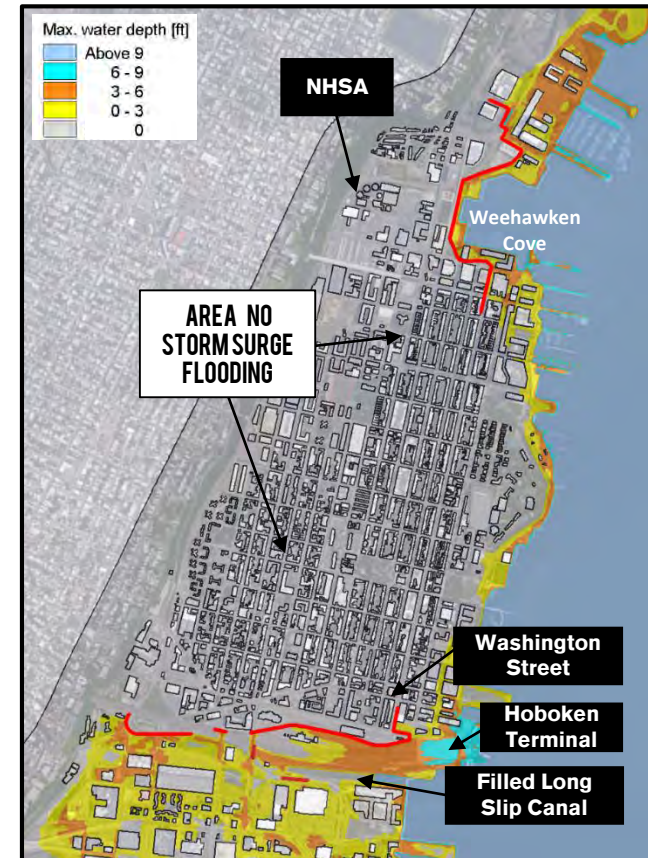 Max. water depth [ft]
Above 9
6 - 9
3 - 6
0 - 3
0
NHSA
Weehawken
Cove
AREA NO
STORM SURGE
FLOODING
Washington
Street
Hoboken
Terminal
Filled Long
Slip Canal